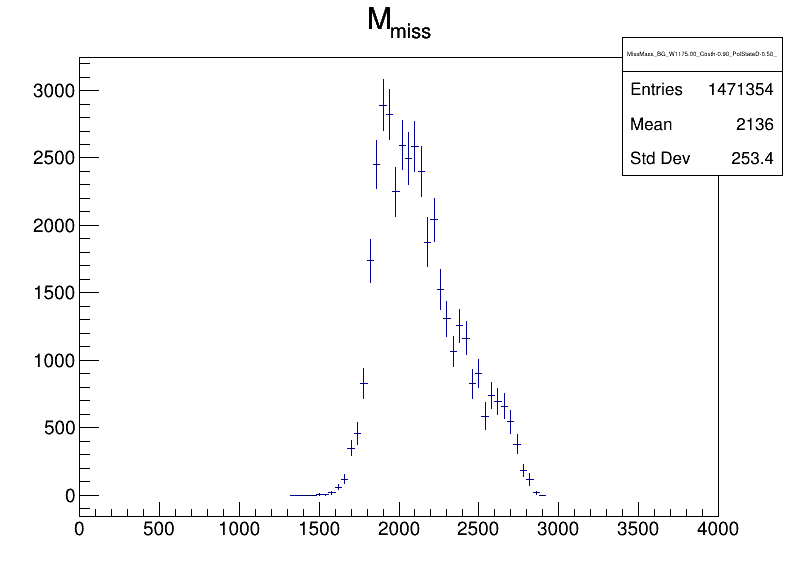 M_miss
MissMass_BG_W1175.00_Costh-0.90_PolStateD-0.50_
Entries 1471354
Mean 2136
Std Dev 253.4
3000
2500
2000
1500
1000
500
0
0 500 1000 1500 2000 2500 3000 3500 4000